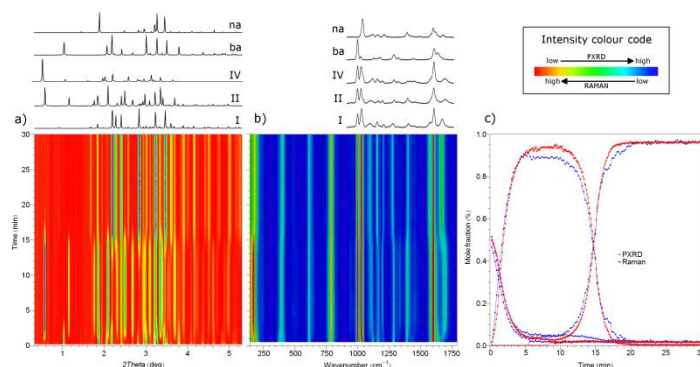 na
ba
IV
II
I
na
ba
IV
II
I
Intensity colour code
low PXRD high
high RAMAN low
a)
b)
c)
30
25
20
15
10
5
0
Time (min)
1 2 3 4 5
2Theta (deg)
250 500 750 1000 1250 1500 1750
Wavenumber (cm-1)
1.0
0.8
0.6
0.4
0.2
0.0
Mole fraction (%)
PXRD
Raman
0 5 10 15 20 25
Time (min)